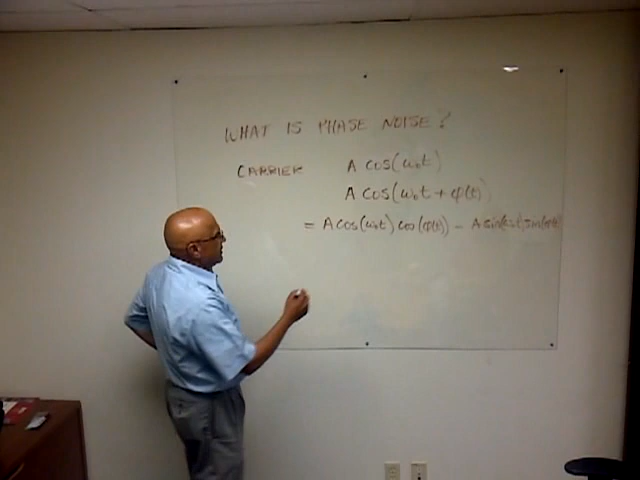 WHAT IS PHASE NOISE?
CARRIER A cos(ω₀t)
A cos(ω₀t + φ(t))
= A cos(ω₀t) cos(φ(t)) – A sin(ω₀t) sin(φ(t))